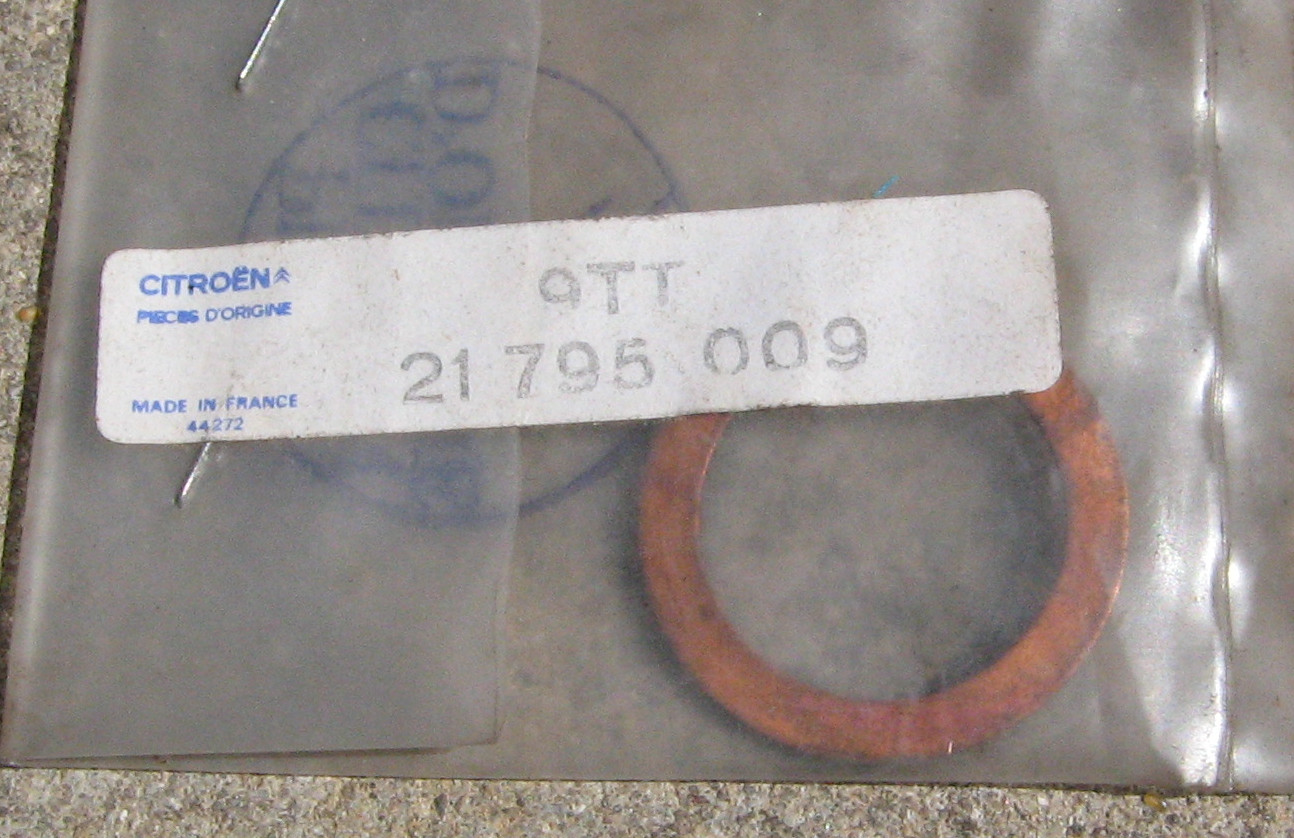 CITROËN
PIECES D'ORIGINE
9TT
21 795 009
MADE IN FRANCE
44272